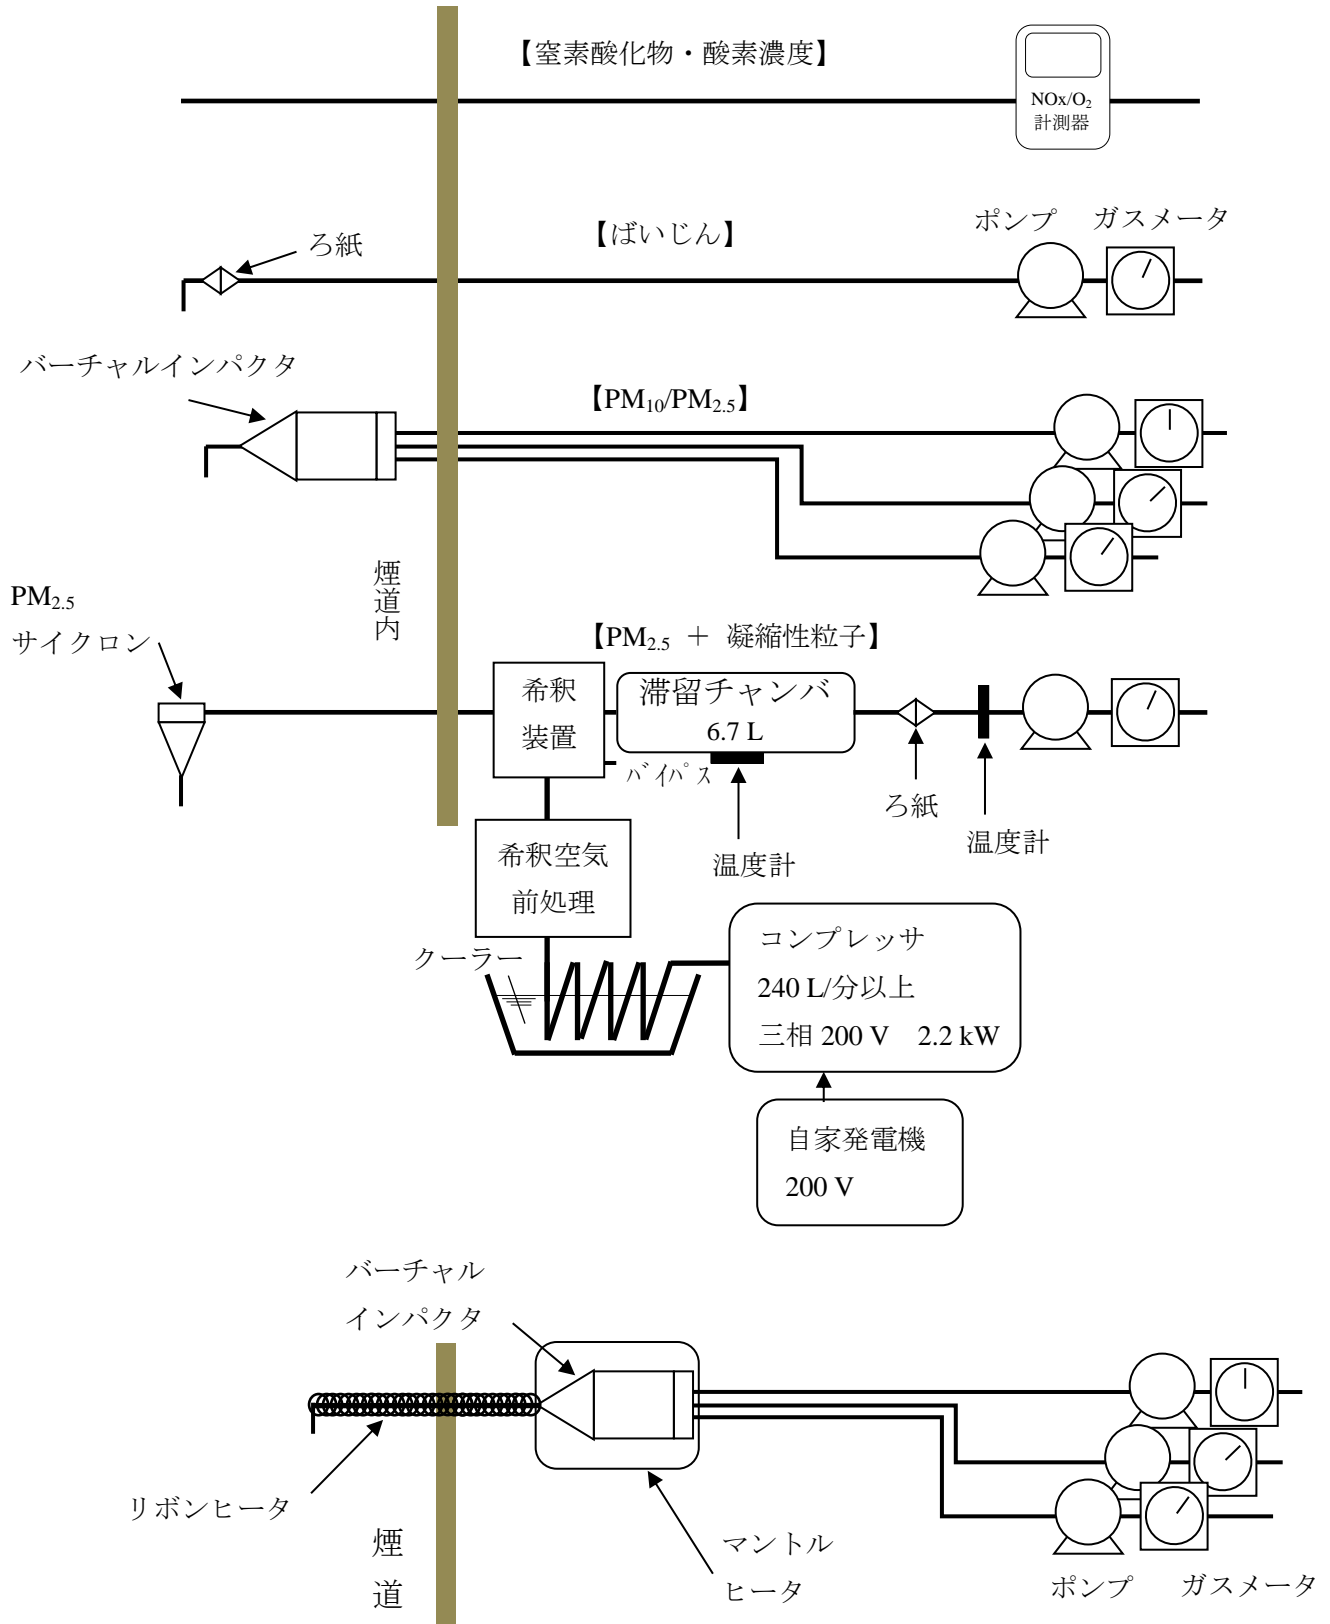 【窒素酸化物・酸素濃度】
NOx/O₂
計測器
【ばいじん】
ポンプ
ガスメータ
ろ紙
バーチャルインパクタ
【PM₁₀/PM₂.₅】
煙道内
PM₂.₅
サイクロン
【PM₂.₅ ＋ 凝縮性粒子】
希釈
装置
滞留チャンバ
6.7 L
バイパス
ろ紙
温度計
温度計
希釈空気
前処理
クーラー
コンプレッサ
240 L/分以上
三相 200 V 2.2 kW
自家発電機
200 V
バーチャル
インパクタ
リボンヒータ
煙道
マントル
ヒータ
ポンプ
ガスメータ